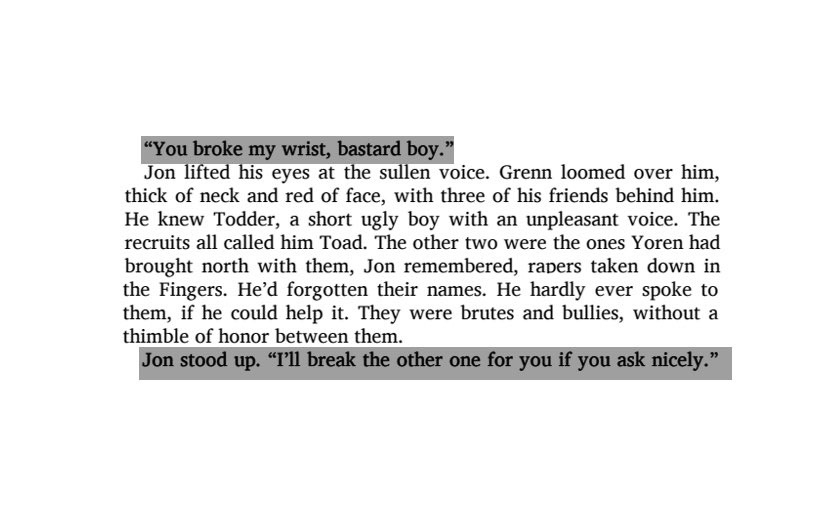 “You broke my wrist, bastard boy.”
Jon lifted his eyes at the sullen voice. Grenn loomed over him,
thick of neck and red of face, with three of his friends behind him.
He knew Todder, a short ugly boy with an unpleasant voice. The
recruits all called him Toad. The other two were the ones Yoren had
brought north with them, Jon remembered, rapers taken down in
the Fingers. He’d forgotten their names. He hardly ever spoke to
them, if he could help it. They were brutes and bullies, without a
thimble of honor between them.
Jon stood up. “I’ll break the other one for you if you ask nicely.”